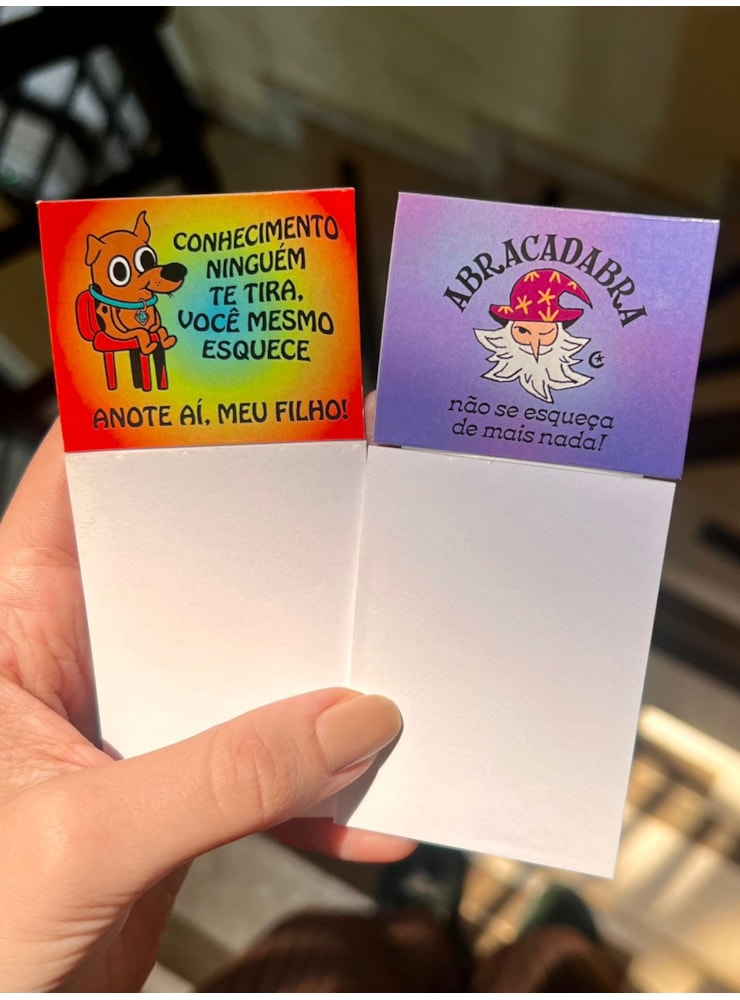 CONHECIMENTO
NINGUÉM
TE TIRA,
VOCÊ MESMO
ESQUECE
ANOTE AÍ, MEU FILHO!
ABRACADABRA
não se esqueça
de mais nada!